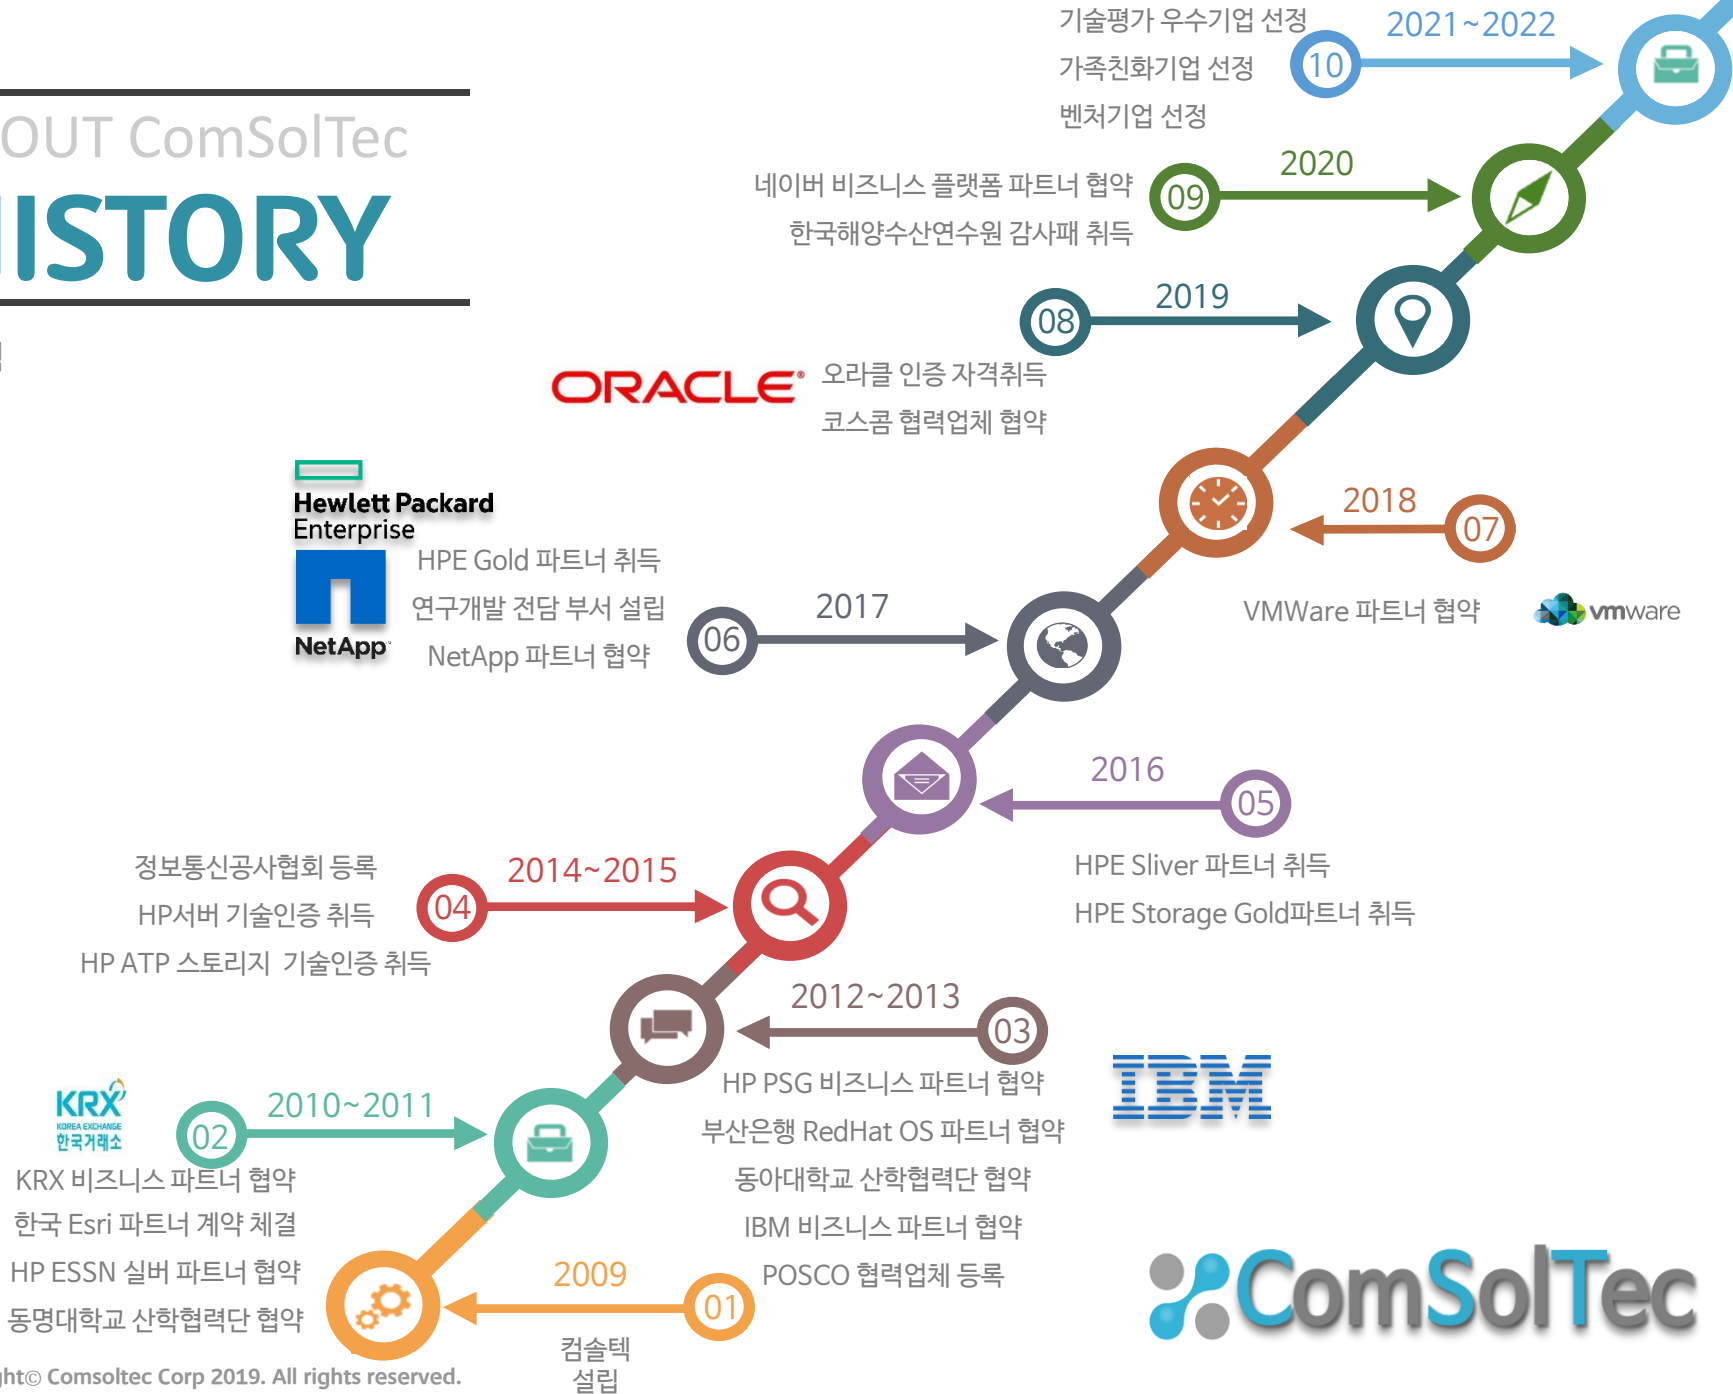 OUT ComSolTec
HISTORY
기술평가 우수기업 선정
가족친화기업 선정
벤처기업 선정
10
2021~2022
네이버 비즈니스 플랫폼 파트너 협약
한국해양수산연수원 감사패 취득
09
2020
08
2019
ORACLE®
오라클 인증 자격취득
코스콤 협력업체 협약
2018
07
VMWare 파트너 협약
vmware
Hewlett Packard
Enterprise
NetApp
HPE Gold 파트너 취득
연구개발 전담 부서 설립
NetApp 파트너 협약
06
2017
2016
05
HPE Sliver 파트너 취득
HPE Storage Gold파트너 취득
정보통신공사협회 등록
HP서버 기술인증 취득
HP ATP 스토리지 기술인증 취득
04
2014~2015
2012~2013
03
HP PSG 비즈니스 파트너 협약
부산은행 RedHat OS 파트너 협약
동아대학교 산학협력단 협약
IBM 비즈니스 파트너 협약
POSCO 협력업체 등록
IBM
KRX
KOREA EXCHANGE
한국거래소
02
2010~2011
KRX 비즈니스 파트너 협약
한국 Esri 파트너 계약 체결
HP ESSN 실버 파트너 협약
동명대학교 산학협력단 협약
2009
01
컴솔텍
설립
ComSolTec
ght© Comsoltec Corp 2019. All rights reserved.